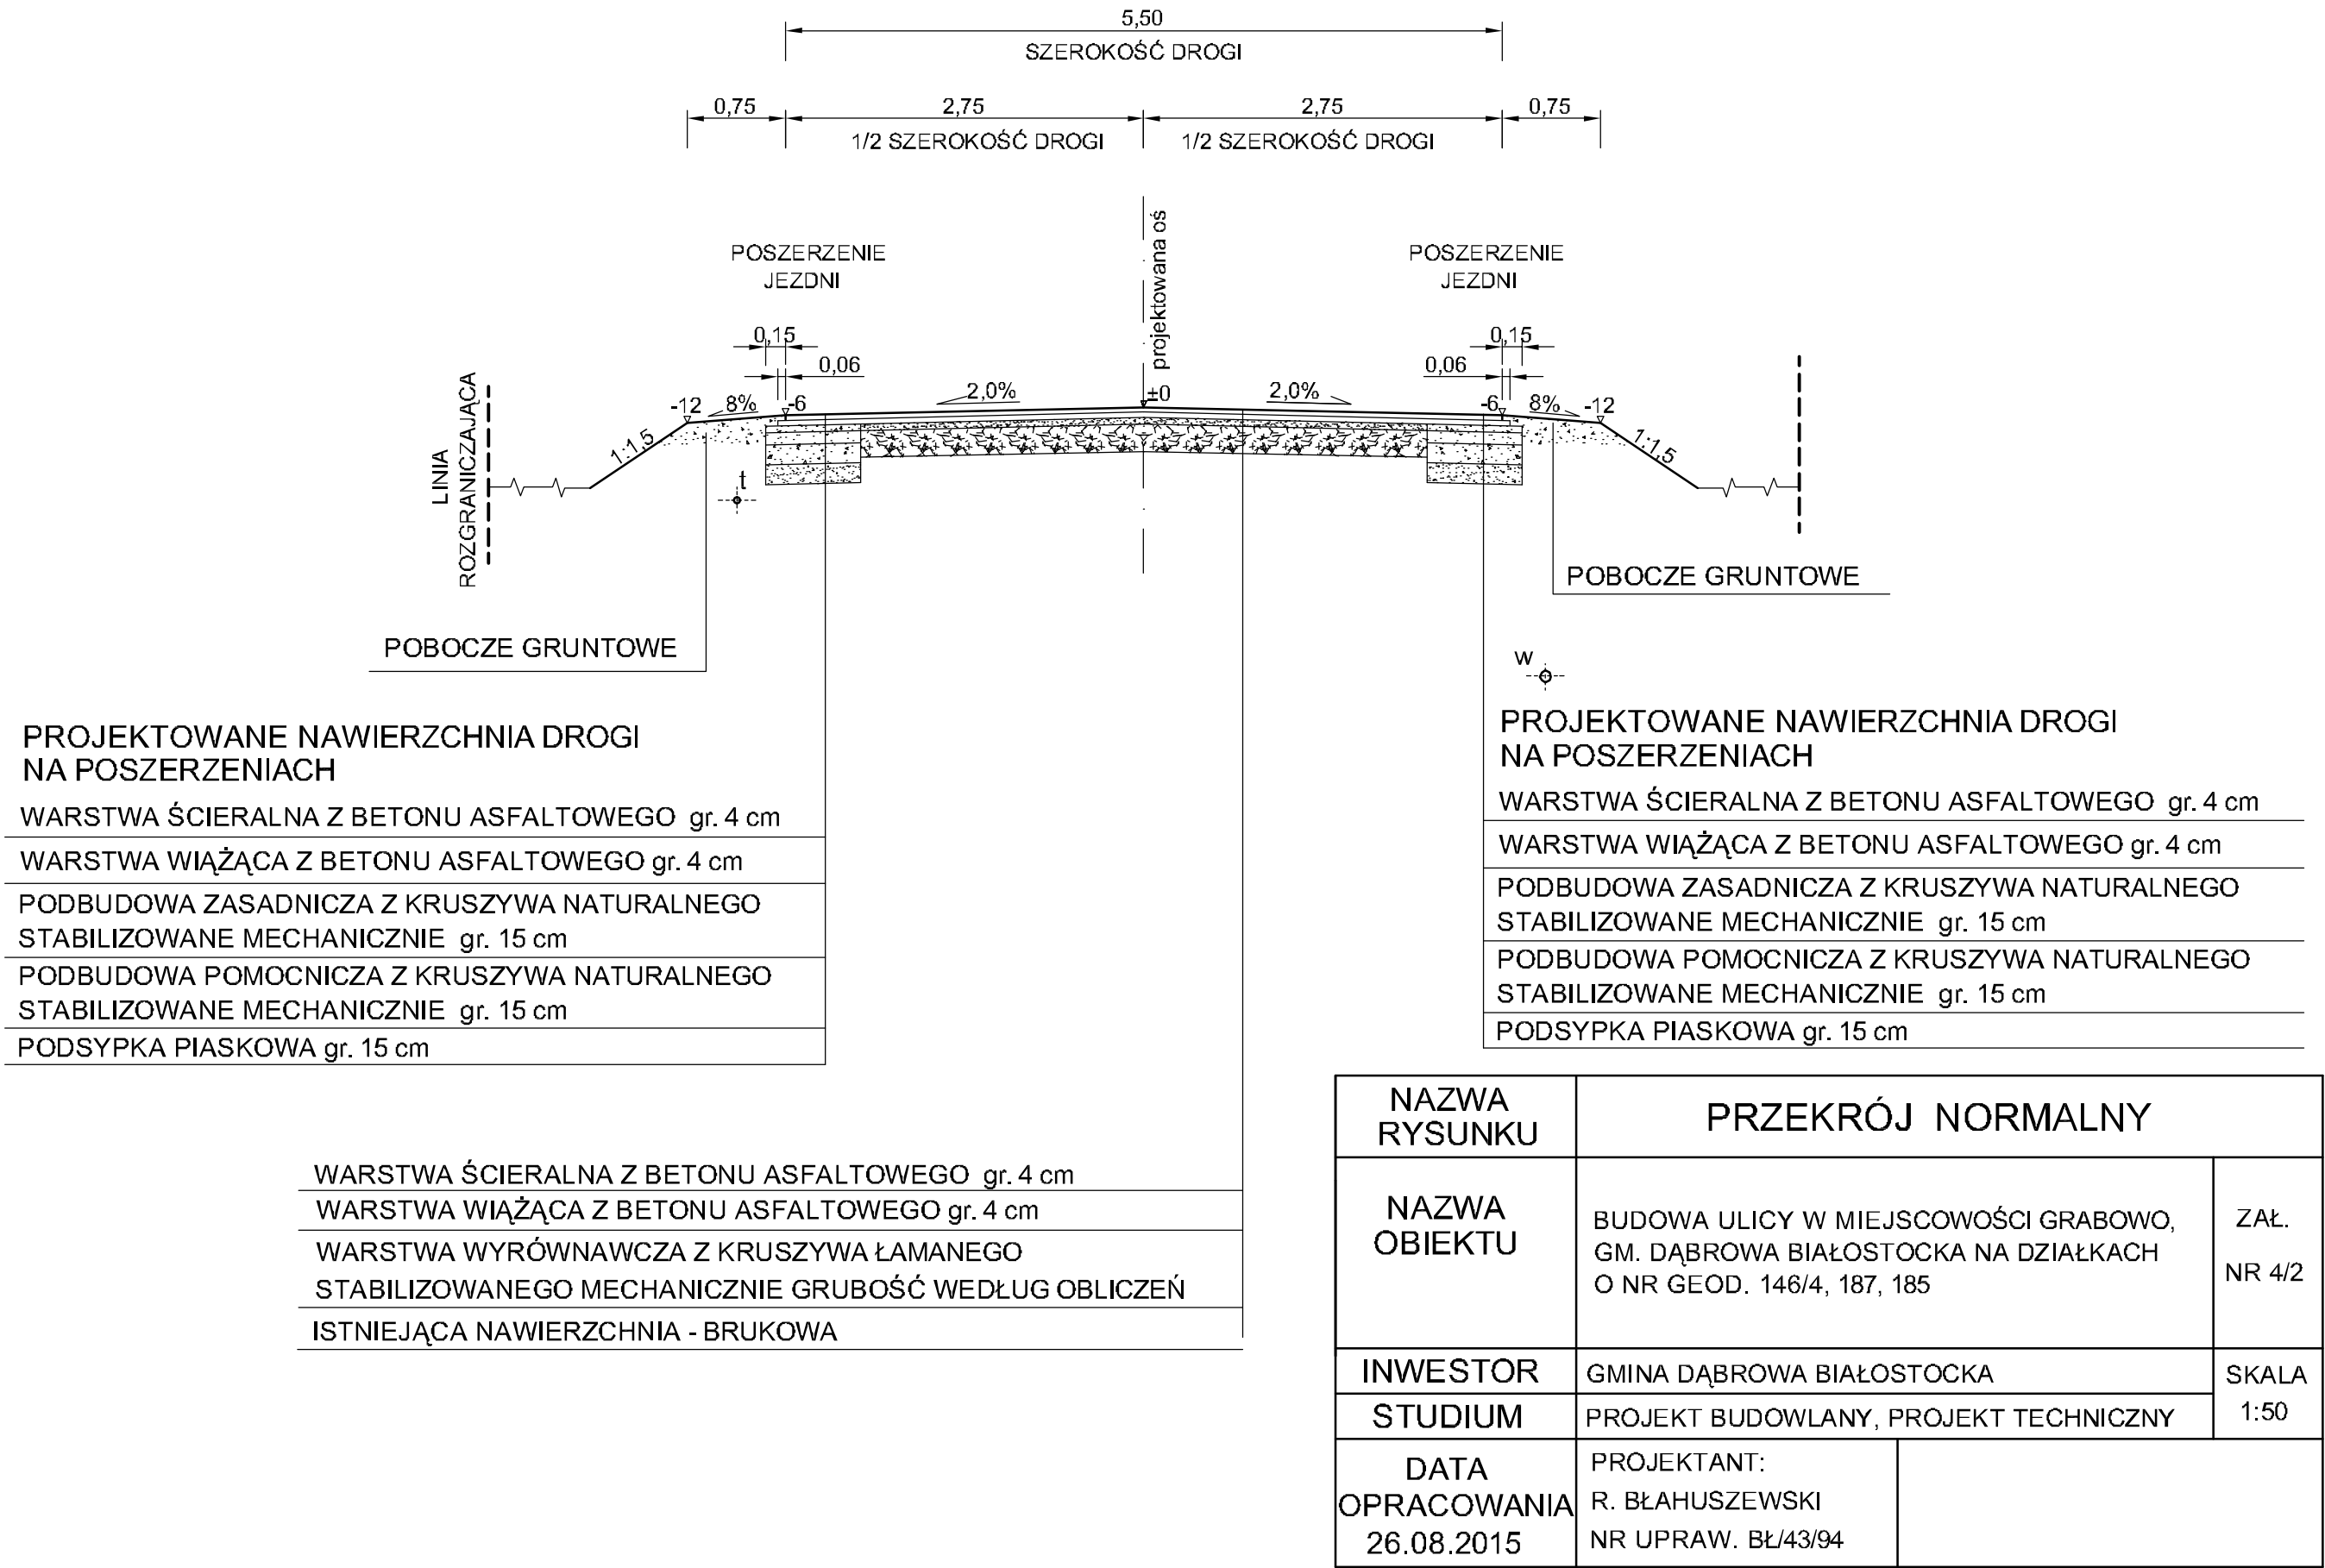 5,50
SZEROKOŚĆ DROGI
0,75 2,75 2,75 0,75
1/2 SZEROKOŚĆ DROGI 1/2 SZEROKOŚĆ DROGI
projektowana oś
POSZERZENIE
JEZDNI
POSZERZENIE
JEZDNI
0,15 0,15
0,06 0,06
-12 8% -6 2,0% ±0 2,0% -6 8% -12
1:1,5 1:1,5
LINIA
ROZGRANICZAJĄCA
t
POBOCZE GRUNTOWE
POBOCZE GRUNTOWE
w
PROJEKTOWANE NAWIERZCHNIA DROGI
NA POSZERZENIACH
WARSTWA ŚCIERALNA Z BETONU ASFALTOWEGO gr. 4 cm
WARSTWA WIĄŻĄCA Z BETONU ASFALTOWEGO gr. 4 cm
PODBUDOWA ZASADNICZA Z KRUSZYWA NATURALNEGO
STABILIZOWANE MECHANICZNIE gr. 15 cm
PODBUDOWA POMOCNICZA Z KRUSZYWA NATURALNEGO
STABILIZOWANE MECHANICZNIE gr. 15 cm
PODSYPKA PIASKOWA gr. 15 cm
PROJEKTOWANE NAWIERZCHNIA DROGI
NA POSZERZENIACH
WARSTWA ŚCIERALNA Z BETONU ASFALTOWEGO gr. 4 cm
WARSTWA WIĄŻĄCA Z BETONU ASFALTOWEGO gr. 4 cm
PODBUDOWA ZASADNICZA Z KRUSZYWA NATURALNEGO
STABILIZOWANE MECHANICZNIE gr. 15 cm
PODBUDOWA POMOCNICZA Z KRUSZYWA NATURALNEGO
STABILIZOWANE MECHANICZNIE gr. 15 cm
PODSYPKA PIASKOWA gr. 15 cm
WARSTWA ŚCIERALNA Z BETONU ASFALTOWEGO gr. 4 cm
WARSTWA WIĄŻĄCA Z BETONU ASFALTOWEGO gr. 4 cm
WARSTWA WYRÓWNAWCZA Z KRUSZYWA ŁAMANEGO
STABILIZOWANEGO MECHANICZNIE GRUBOŚĆ WEDŁUG OBLICZEŃ
ISTNIEJĄCA NAWIERZCHNIA - BRUKOWA
NAZWA
RYSUNKU
PRZEKRÓJ NORMALNY
NAZWA
OBIEKTU
BUDOWA ULICY W MIEJSCOWOŚCI GRABOWO,
GM. DĄBROWA BIAŁOSTOCKA NA DZIAŁKACH
O NR GEOD. 146/4, 187, 185
ZAŁ.
NR 4/2
INWESTOR
GMINA DĄBROWA BIAŁOSTOCKA
SKALA
1:50
STUDIUM
PROJEKT BUDOWLANY, PROJEKT TECHNICZNY
DATA
OPRACOWANIA
26.08.2015
PROJEKTANT:
R. BŁAHUSZEWSKI
NR UPRAW. BŁ/43/94